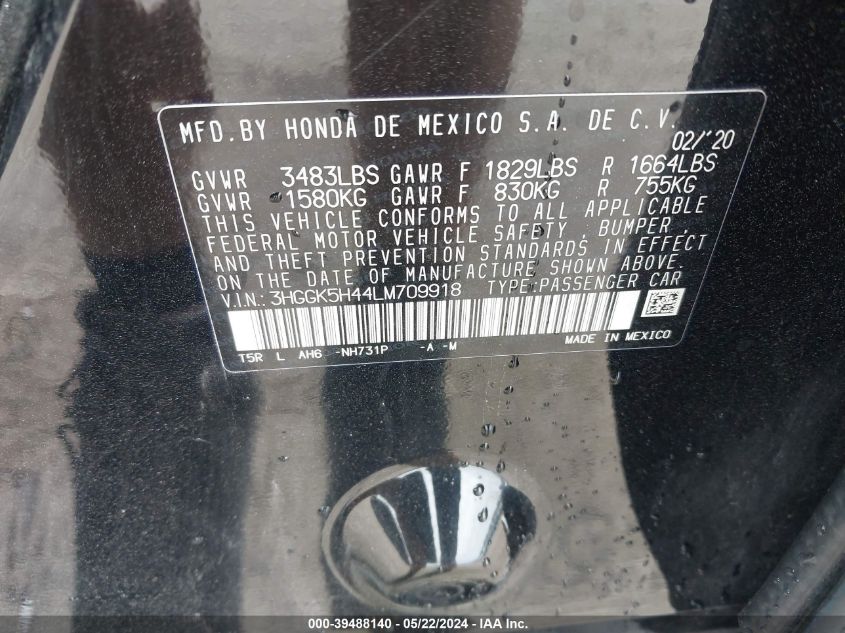 MFD. BY HONDA DE MEXICO S.A. DE C.V.
02/'20
GVWR 3483LBS GAWR F 1829LBS R 1664LBS
GVWR 1580KG GAWR F 830KG R 755KG
THIS VEHICLE CONFORMS TO ALL APPLICABLE
FEDERAL MOTOR VEHICLE SAFETY, BUMPER,
AND THEFT PREVENTION STANDARDS IN EFFECT
ON THE DATE OF MANUFACTURE SHOWN ABOVE.
V.I.N.: 3HGGK5H44LM709918 TYPE:PASSENGER CAR
T5R L AH6 -NH731P -A -M MADE IN MEXICO
000-39488140 - 05/22/2024 - IAAI.com